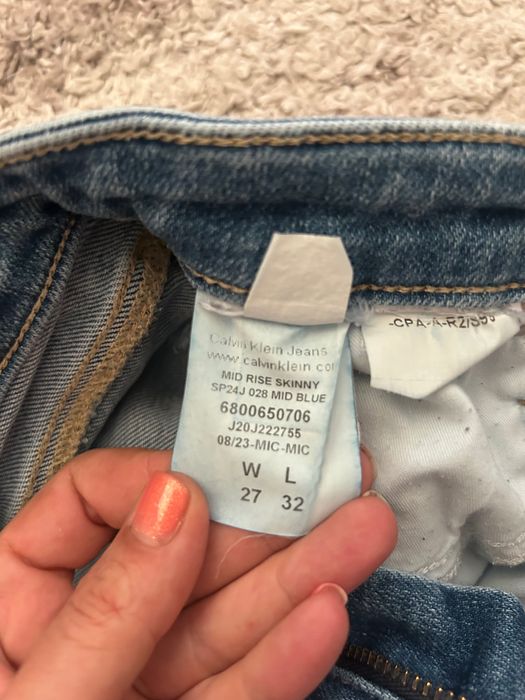 Calvin Klein Jeans
www.calvinklein.co
MID RISE SKINNY
SP24J 028 MID BLUE
6800650706
J20J222755
08/23-MIC-MIC
W L
27 32